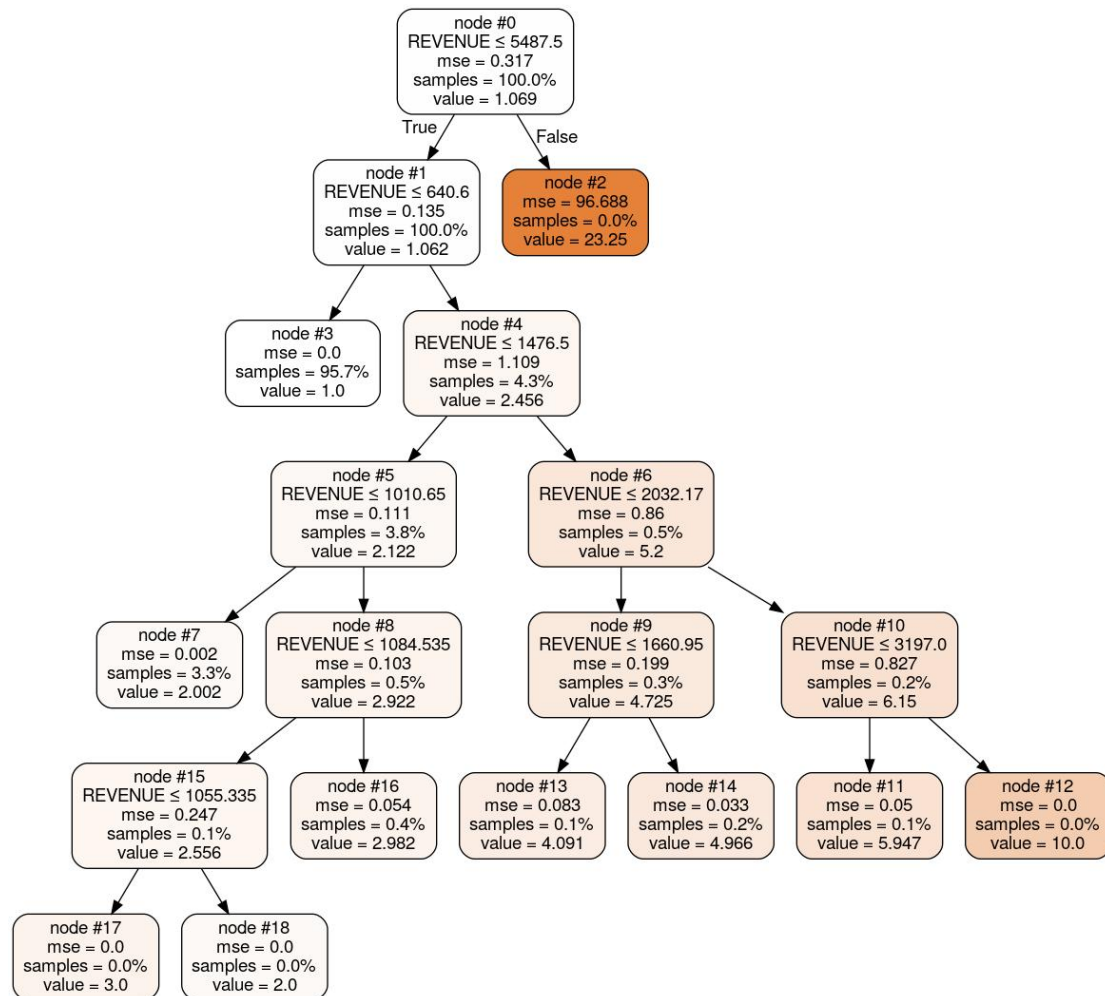 node #0
REVENUE ≤ 5487.5
mse = 0.317
samples = 100.0%
value = 1.069
True
False
node #1
REVENUE ≤ 640.6
mse = 0.135
samples = 100.0%
value = 1.062
node #2
mse = 96.688
samples = 0.0%
value = 23.25
node #3
mse = 0.0
samples = 95.7%
value = 1.0
node #4
REVENUE ≤ 1476.5
mse = 1.109
samples = 4.3%
value = 2.456
node #5
REVENUE ≤ 1010.65
mse = 0.111
samples = 3.8%
value = 2.122
node #6
REVENUE ≤ 2032.17
mse = 0.86
samples = 0.5%
value = 5.2
node #7
mse = 0.002
samples = 3.3%
value = 2.002
node #8
REVENUE ≤ 1084.535
mse = 0.103
samples = 0.5%
value = 2.922
node #9
REVENUE ≤ 1660.95
mse = 0.199
samples = 0.3%
value = 4.725
node #10
REVENUE ≤ 3197.0
mse = 0.827
samples = 0.2%
value = 6.15
node #15
REVENUE ≤ 1055.335
mse = 0.247
samples = 0.1%
value = 2.556
node #16
mse = 0.054
samples = 0.4%
value = 2.982
node #13
mse = 0.083
samples = 0.1%
value = 4.091
node #14
mse = 0.033
samples = 0.2%
value = 4.966
node #11
mse = 0.05
samples = 0.1%
value = 5.947
node #12
mse = 0.0
samples = 0.0%
value = 10.0
node #17
mse = 0.0
samples = 0.0%
value = 3.0
node #18
mse = 0.0
samples = 0.0%
value = 2.0